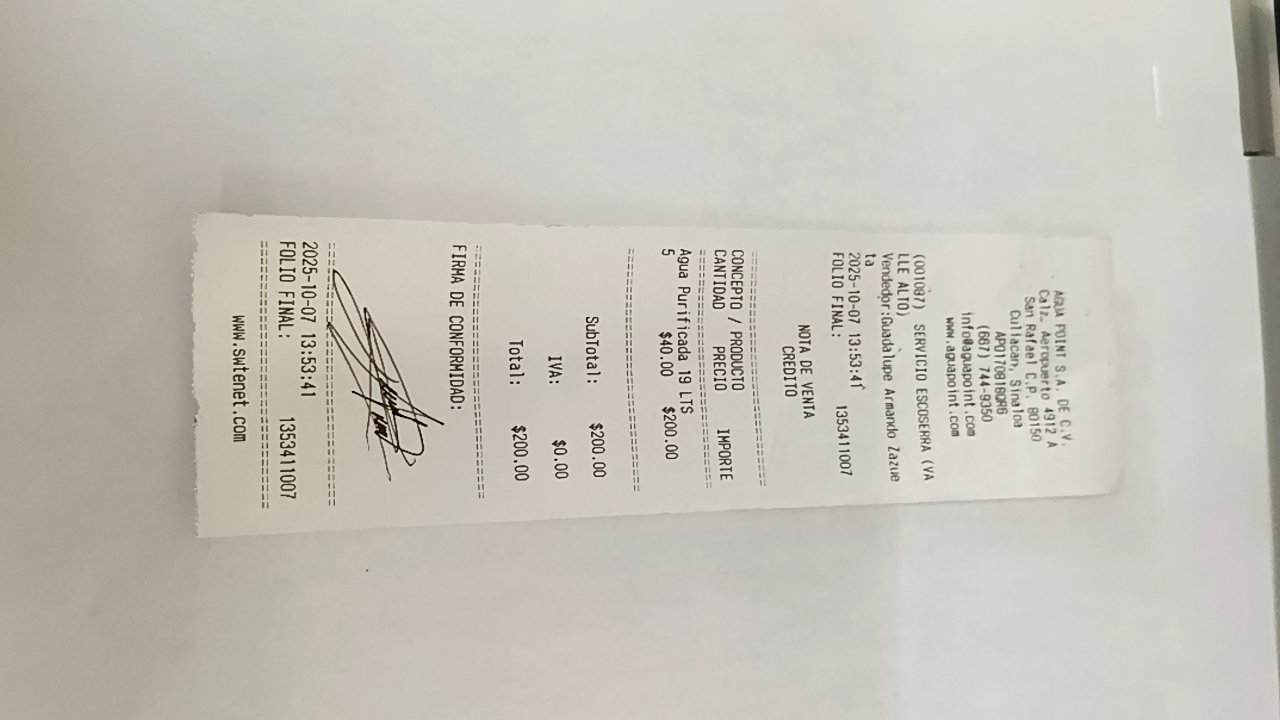 AGUA POINT S.A. DE C.V.
Calz. Aeropuerto 4912 A
San Rafael C.P. 80150
Culiacan, Sinaloa
APO170816QR6
(667) 744-9350
info@aguapoint.com
www.aguapoint.com
(001087) SERVICIO ESCOSERRA (VA
LLE ALTO)
Vendedor:Guadalupe Armando Zazue
ta
2025-10-07 13:53:41
FOLIO FINAL: 1353411007
NOTA DE VENTA
CREDITO
CONCEPTO / PRODUCTO
CANTIDAD PRECIO IMPORTE
Agua Purificada 19 LTS
5 $40.00 $200.00
SubTotal: $200.00
IVA: $0.00
Total: $200.00
FIRMA DE CONFORMIDAD:
2025-10-07 13:53:41
FOLIO FINAL: 1353411007
www.swtenet.com